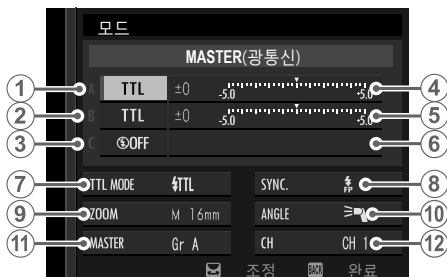 모드
MASTER(광통신)
1 A TTL ±0 -5.0 +5.0 4
2 B TTL ±0 -5.0 +5.0 5
3 C OFF 6
7 TTL MODE TTL SYNC. FP 8
9 ZOOM M 16mm ANGLE 10
11 MASTER Gr A CH CH 1 12
조정 BACK 완료